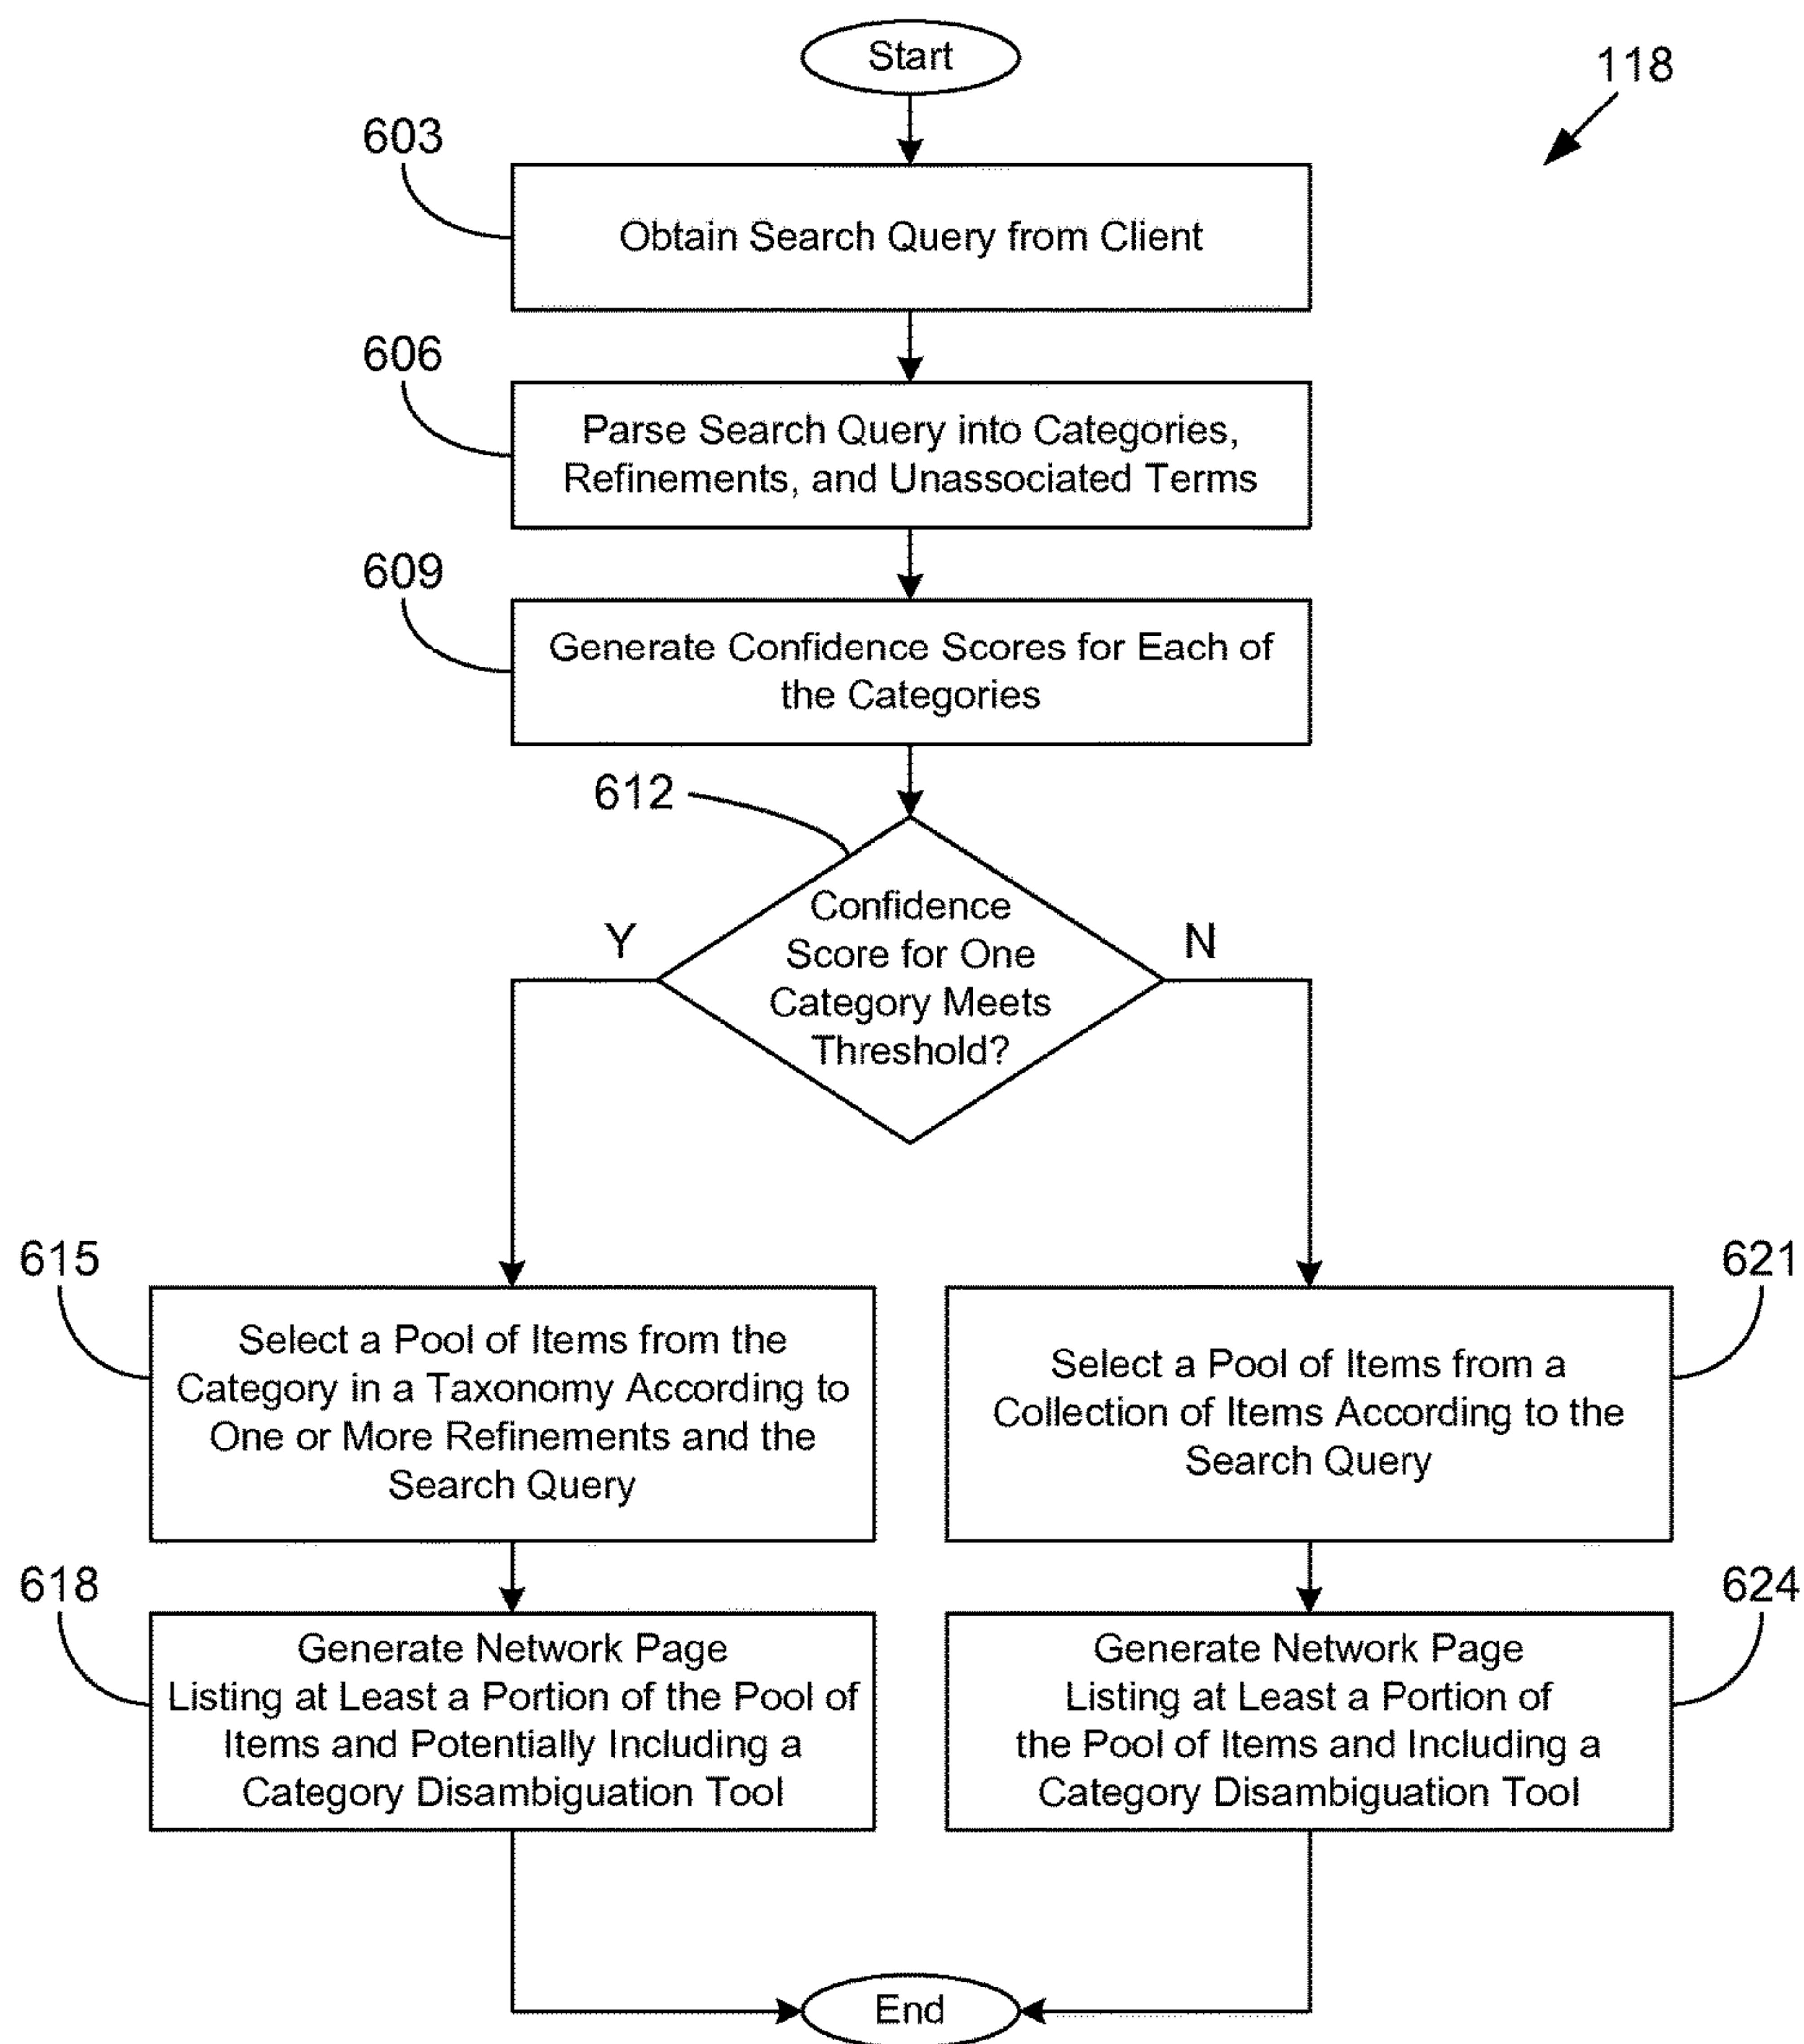 Start
118
603
Obtain Search Query from Client
606
Parse Search Query into Categories,
Refinements, and Unassociated Terms
609
Generate Confidence Scores for Each of
the Categories
612
Confidence
Score for One
Category Meets
Threshold?
Y
N
615
Select a Pool of Items from the
Category in a Taxonomy According to
One or More Refinements and the
Search Query
621
Select a Pool of Items from a
Collection of Items According to the
Search Query
618
Generate Network Page
Listing at Least a Portion of the Pool of
Items and Potentially Including a
Category Disambiguation Tool
624
Generate Network Page
Listing at Least a Portion of
the Pool of Items and Including a
Category Disambiguation Tool
End